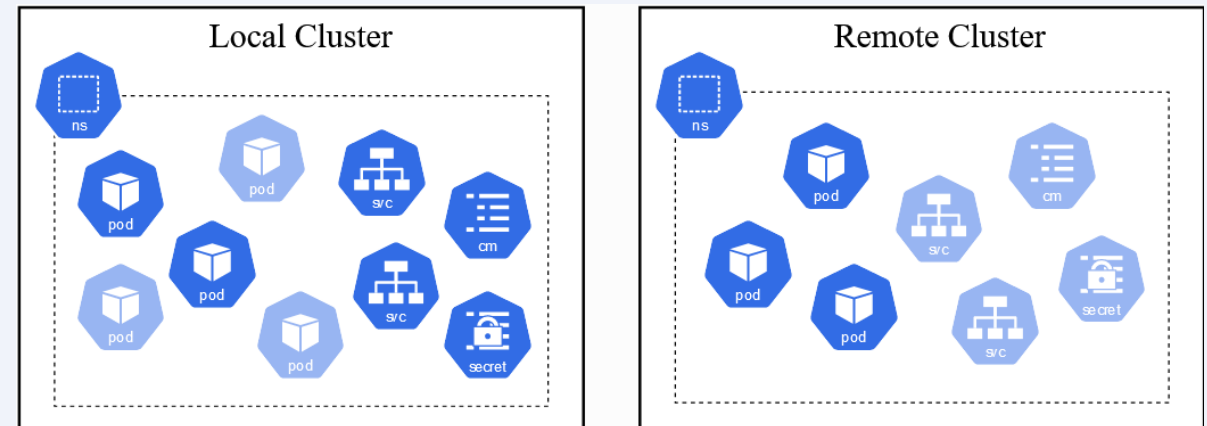 Local Cluster
ns
pod
pod
svc
cm
pod
pod
svc
pod
secret
Remote Cluster
ns
pod
cm
svc
pod
secret
pod
svc